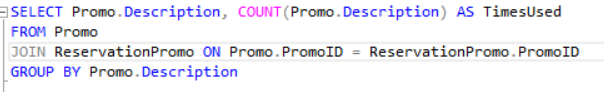 SELECT Promo.Description, COUNT(Promo.Description) AS TimesUsed
FROM Promo
JOIN ReservationPromo ON Promo.PromoID = ReservationPromo.PromoID
GROUP BY Promo.Description